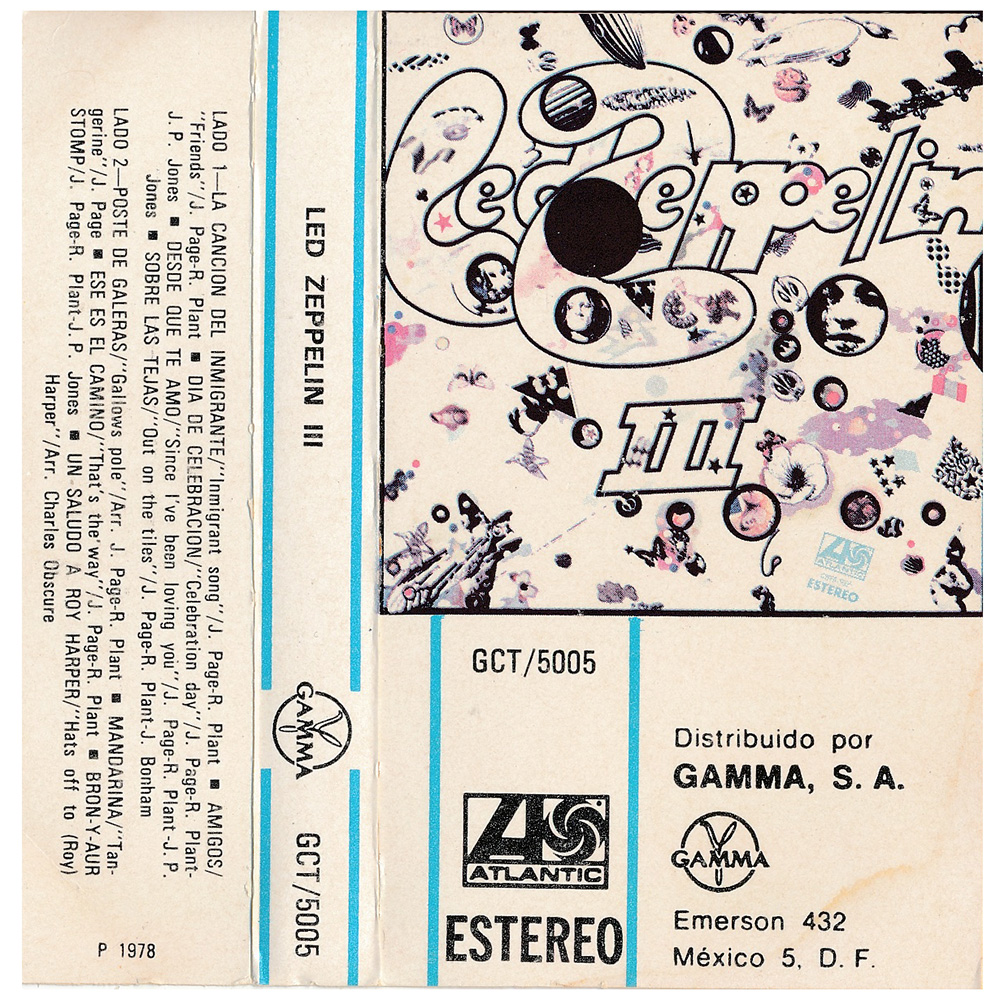 LADO 1—LA CANCION DEL INMIGRANTE/"Inmigrant song"/J. Page-R. Plant ■ AMIGOS/
"Friends"/J. Page-R. Plant ■ DIA DE CELEBRACION/"Celebration day"/J. Page-R. Plant-
J. P. Jones ■ DESDE QUE TE AMO/"Since I've been loving you"/J. Page-R. Plant-J. P.
Jones ■ SOBRE LAS TEJAS/"Out on the tiles"/J. Page-R. Plant-J. Bonham
LADO 2—POSTE DE GALERAS/"Gallows pole"/Arr. J. Page-R. Plant ■ MANDARINA/"Tan-
gerine"/J. Page ■ ESE ES EL CAMINO/"That's the way"/J. Page-R. Plant ■ BRON-Y-AUR
STOMP/J. Page-R. Plant-J. P. Jones ■ UN SALUDO A ROY HARPER/"Hats off to (Roy)
Harper"/Arr. Charles Obscure
P 1978
LED ZEPPELIN III
GAMMA
GCT/5005
Led Zeppelin
III
ATLANTIC
ESTEREO
GCT/5005
ATLANTIC
ESTEREO
Distribuido por
GAMMA, S. A.
GAMMA
Emerson 432
México 5, D. F.